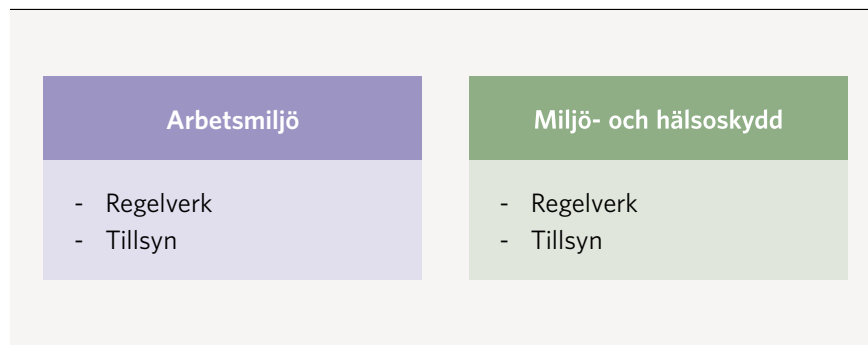 Arbetsmiljö
- Regelverk
- Tillsyn
Miljö- och hälsoskydd
- Regelverk
- Tillsyn